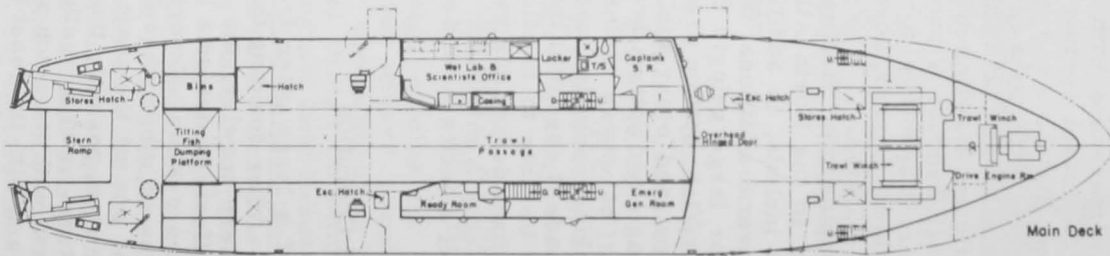 Stores Hatch
Bins
Hatch
Wet Lab. &
Scientists Office
Casing
Locker
T/S
D
U
Captain's
S. R.
Esc. Hatch
Stores Hatch
U
Trawl Winch
Stern
Ramp
Tilting
Fish
Dumping
Platform
Trawl
Passage
Overhead
Hinged Door
Trawl Winch
Drive Engine Rm.
Esc. Hatch
Ready Room
D
D
U
Emerg
Gen. Room
U
Main Deck